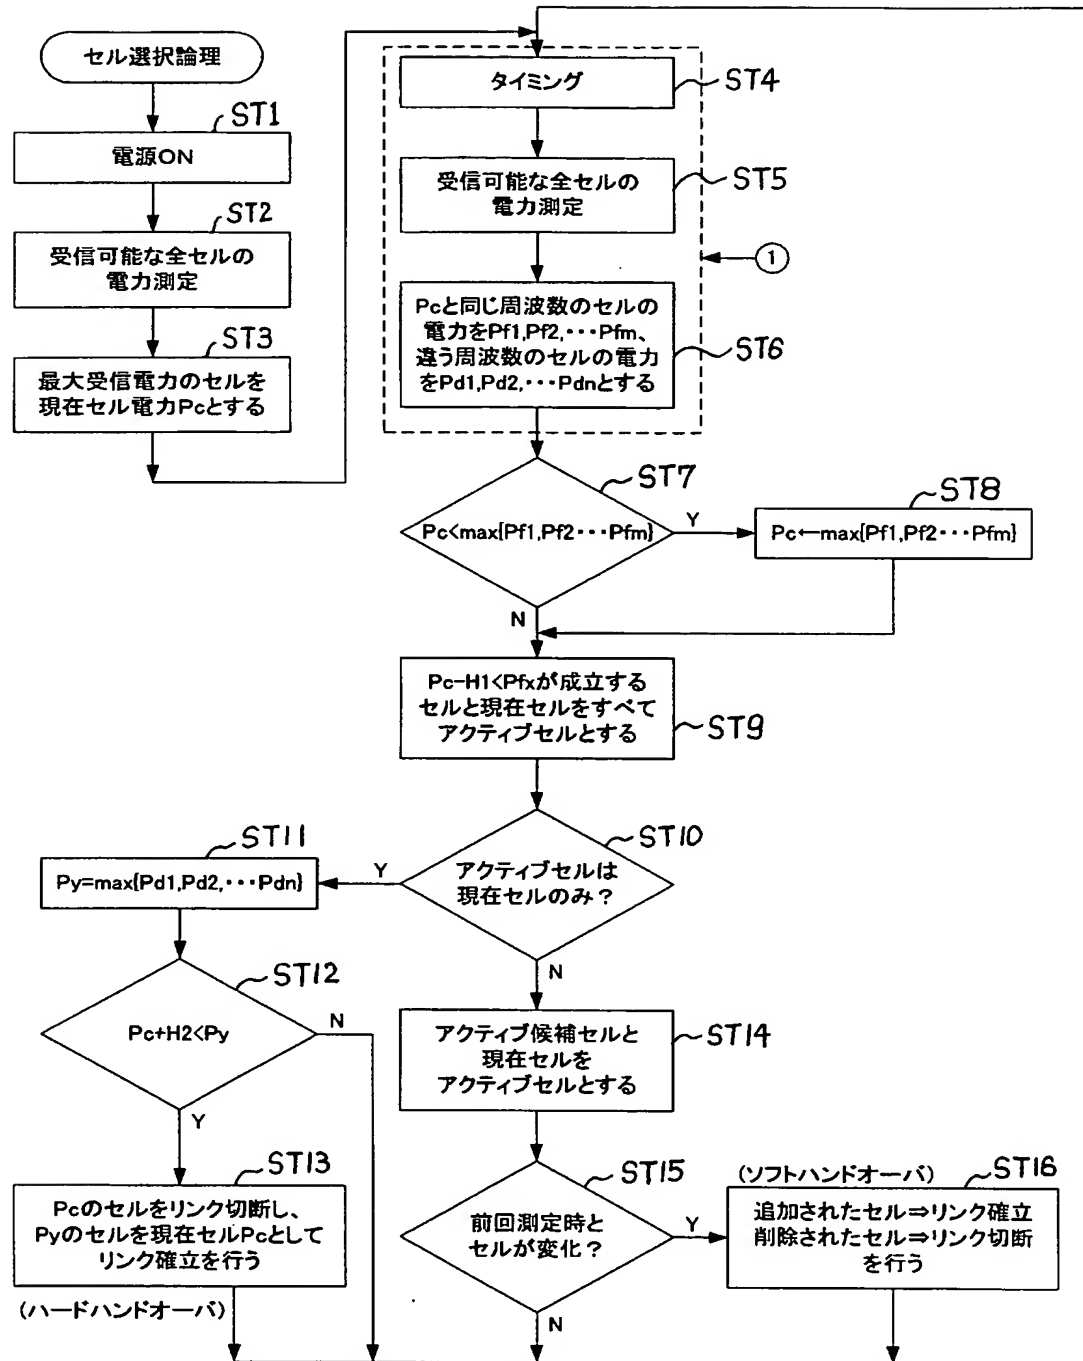 セル選択論理
ST1
電源ON
ST2
受信可能な全セルの
電力測定
ST3
最大受信電力のセルを
現在セル電力Pcとする
タイミング
ST4
受信可能な全セルの
電力測定
ST5
①
Pcと同じ周波数のセルの
電力をPf1,Pf2,・・・Pfm、
違う周波数のセルの電力
をPd1,Pd2,・・・Pdnとする
ST6
ST7
Pc<max{Pf1,Pf2・・・Pfm}
Y
N
ST8
Pc←max{Pf1,Pf2・・・Pfm}
Pc-H1<Pfxが成立する
セルと現在セルをすべて
アクティブセルとする
ST9
ST10
アクティブセルは
現在セルのみ？
Y
N
ST11
Py=max{Pd1,Pd2,・・・Pdn}
ST12
Pc+H2<Py
N
Y
ST13
Pcのセルをリンク切断し、
Pyのセルを現在セルPcとして
リンク確立を行う
(ハードハンドオーバ)
アクティブ候補セルと
現在セルを
アクティブセルとする
ST14
ST15
前回測定時と
セルが変化？
Y
N
(ソフトハンドオーバ)
ST16
追加されたセル⇒リンク確立
削除されたセル⇒リンク切断
を行う